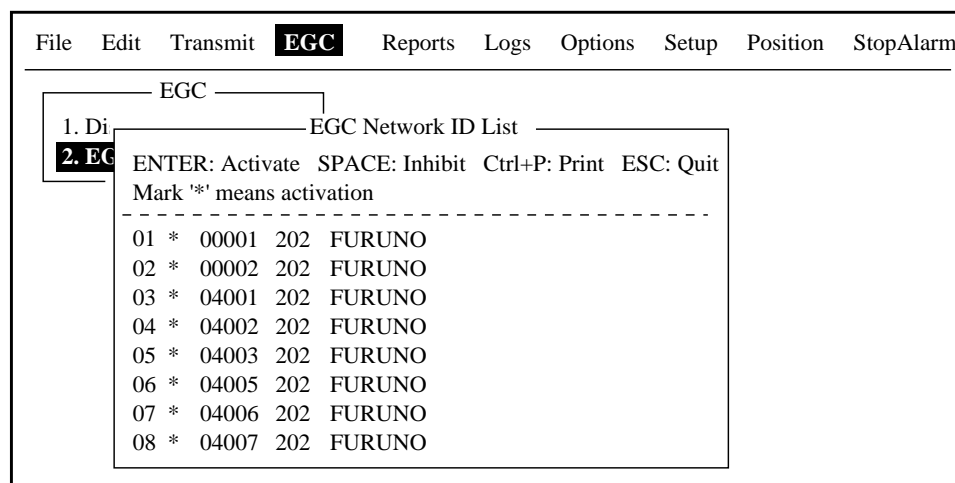 File Edit Transmit EGC Reports Logs Options Setup Position StopAlarm
EGC
1. Di
EGC Network ID List
2. EG
ENTER: Activate SPACE: Inhibit Ctrl+P: Print ESC: Quit
Mark '*' means activation
01 * 00001 202 FURUNO
02 * 00002 202 FURUNO
03 * 04001 202 FURUNO
04 * 04002 202 FURUNO
05 * 04003 202 FURUNO
06 * 04005 202 FURUNO
07 * 04006 202 FURUNO
08 * 04007 202 FURUNO